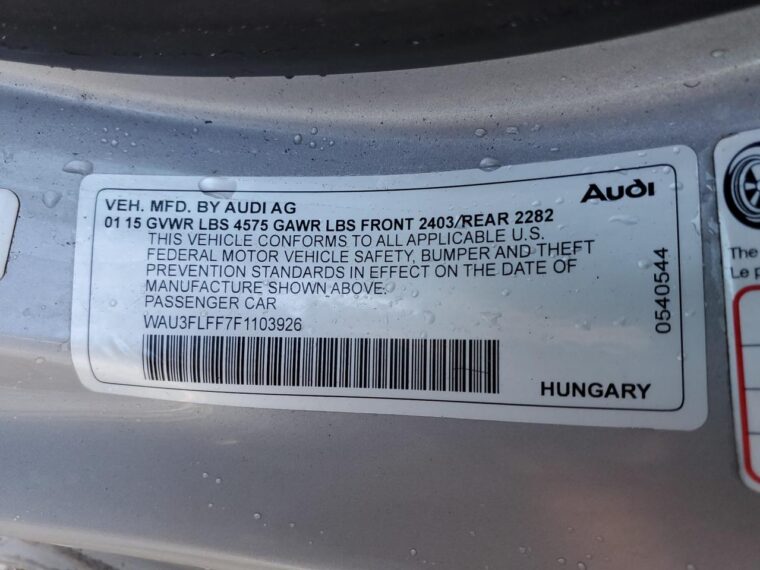 VEH. MFD. BY AUDI AG
Audi
01 15 GVWR LBS 4575 GAWR LBS FRONT 2403/REAR 2282
THIS VEHICLE CONFORMS TO ALL APPLICABLE U.S.
FEDERAL MOTOR VEHICLE SAFETY, BUMPER AND THEFT
PREVENTION STANDARDS IN EFFECT ON THE DATE OF
MANUFACTURE SHOWN ABOVE.
PASSENGER CAR
WAU3FLFF7F1103926
HUNGARY
0540544
The
Le p